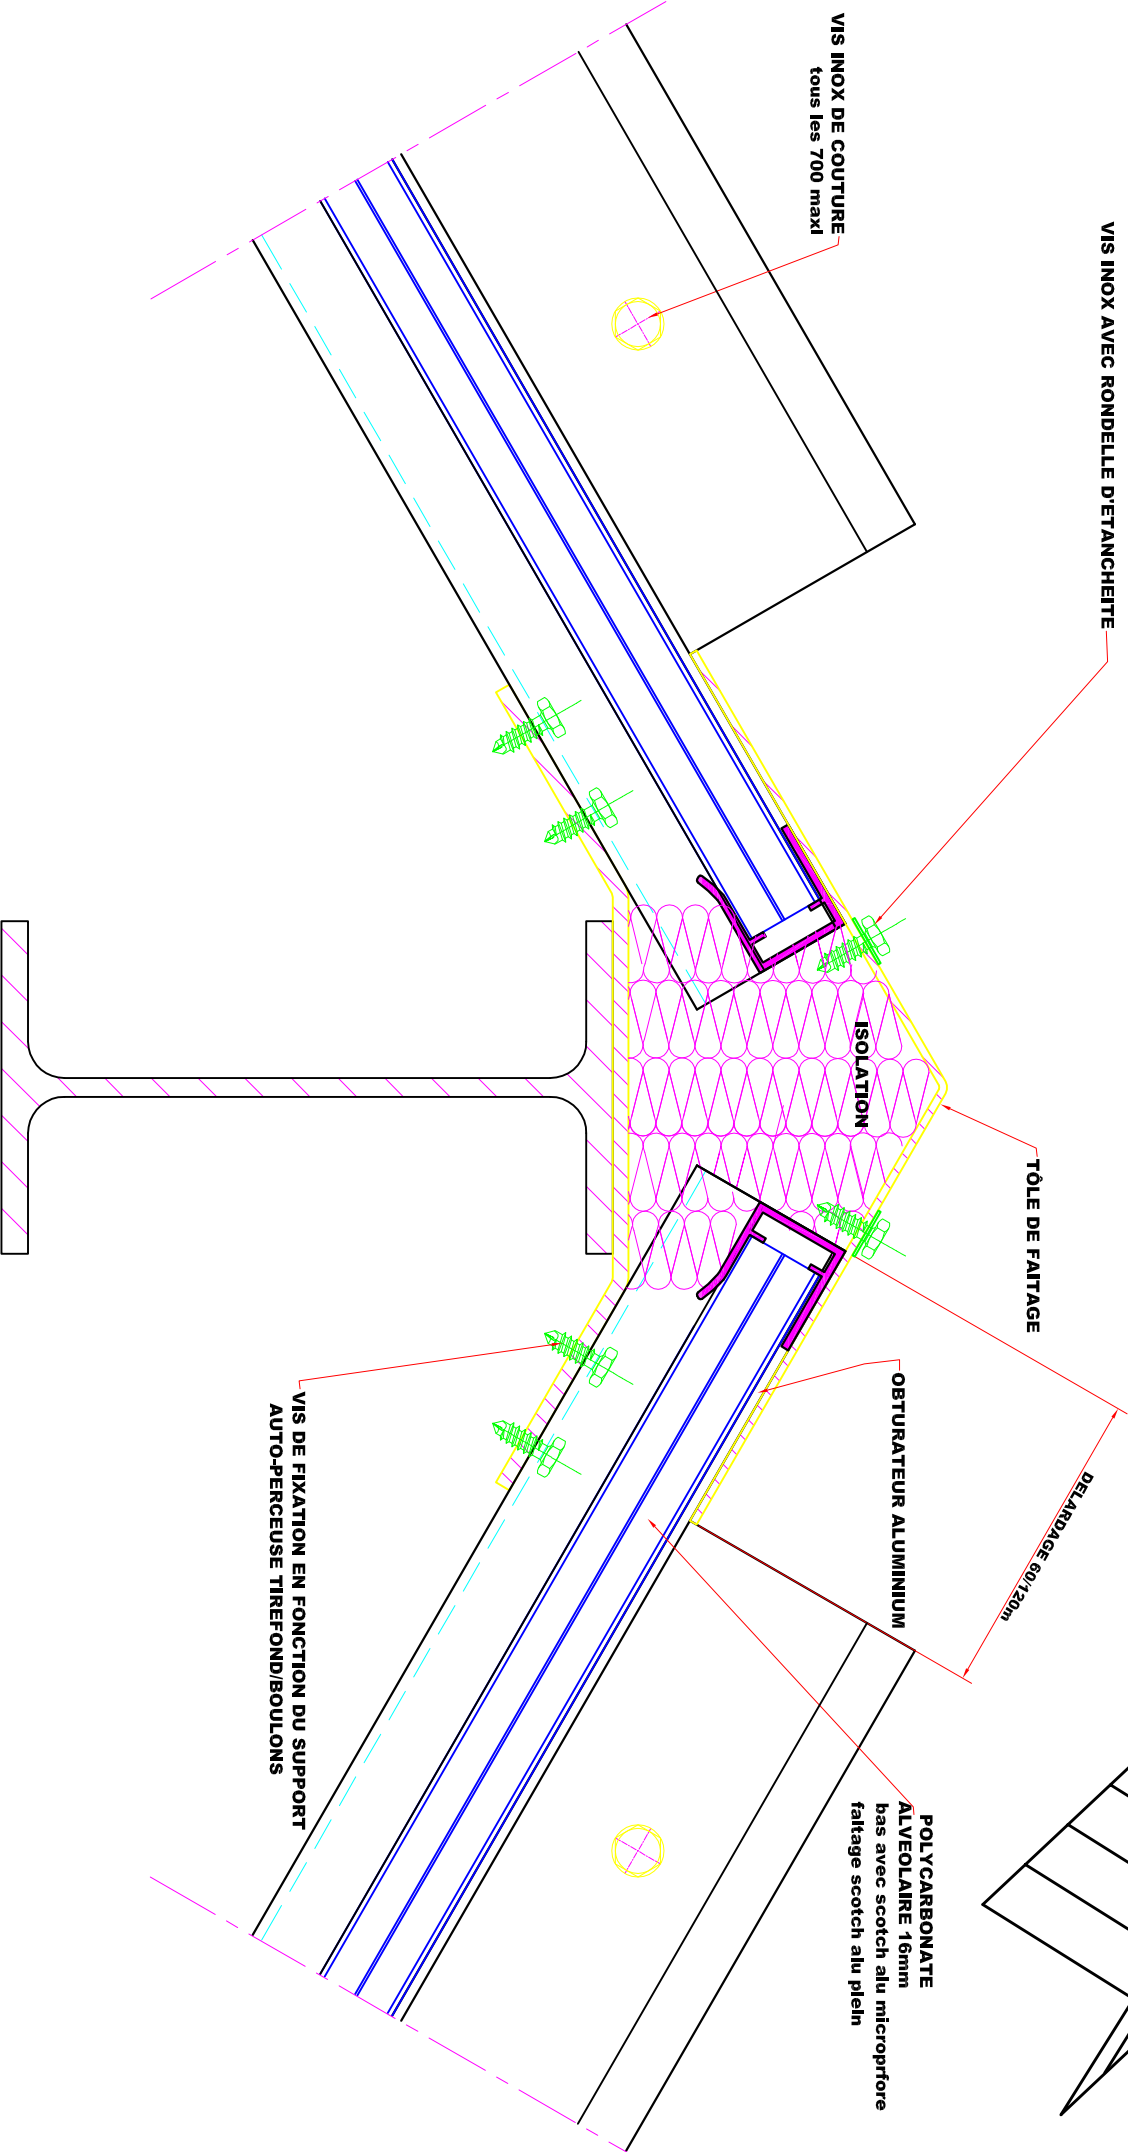 VIS INOX AVEC RONDELLE D'ETANCHEITE
VIS INOX DE COUTURE
tous les 700 maxi
TÔLE DE FAITAGE
ISOLATION
OBTURATEUR ALUMINIUM
DELARDAGE 60/120m
POLYCARBONATE
ALVEOLAIRE 16mm
bas avec scotch alu microprfore
faitage scotch alu plein
VIS DE FIXATION EN FONCTION DU SUPPORT
AUTO-PERCEUSE TIREFOND/BOULONS